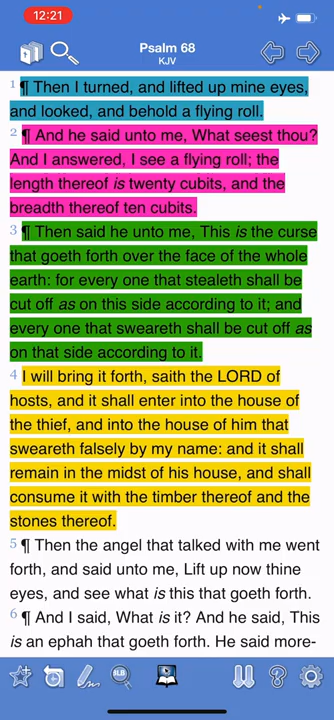 12:21
Psalm 68
KJV
1 ¶ Then I turned, and lifted up mine eyes,
and looked, and behold a flying roll.
2 ¶ And he said unto me, What seest thou?
And I answered, I see a flying roll; the
length thereof is twenty cubits, and the
breadth thereof ten cubits.
3 ¶ Then said he unto me, This is the curse
that goeth forth over the face of the whole
earth: for every one that stealeth shall be
cut off as on this side according to it; and
every one that sweareth shall be cut off as
on that side according to it.
4 I will bring it forth, saith the LORD of
hosts, and it shall enter into the house of
the thief, and into the house of him that
sweareth falsely by my name: and it shall
remain in the midst of his house, and shall
consume it with the timber thereof and the
stones thereof.
5 ¶ Then the angel that talked with me went
forth, and said unto me, Lift up now thine
eyes, and see what is this that goeth forth.
6 ¶ And I said, What is it? And he said, This
is an ephah that goeth forth. He said more-
ALB